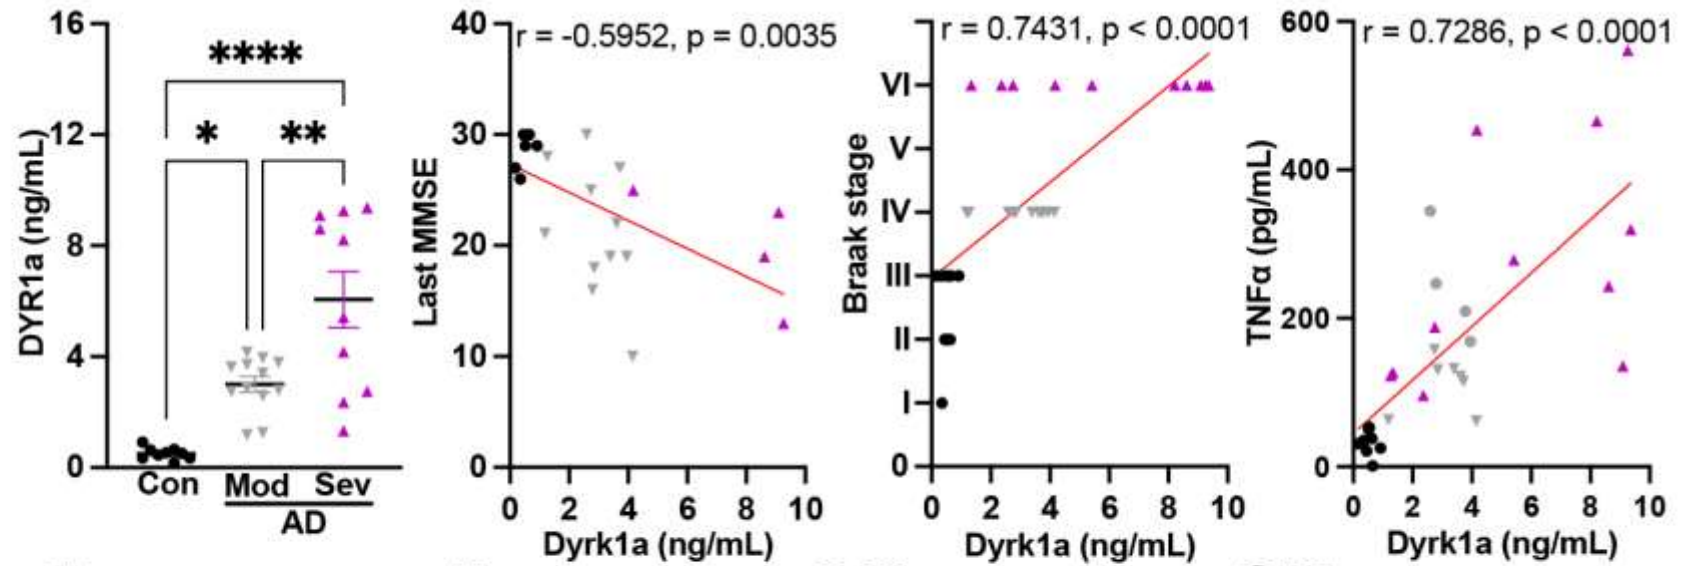 16
12
8
4
0
DYR1a (ng/mL)
****
*
**
Con
Mod
Sev
AD
r = -0.5952, p = 0.0035
40
30
20
10
0
Last MMSE
0 2 4 6 8 10
Dyrk1a (ng/mL)
r = 0.7431, p < 0.0001
VI
V
IV
III
II
I
0
Braak stage
0 2 4 6 8 10
Dyrk1a (ng/mL)
r = 0.7286, p < 0.0001
600
400
200
0
TNFα (pg/mL)
0 2 4 6 8 10
Dyrk1a (ng/mL)